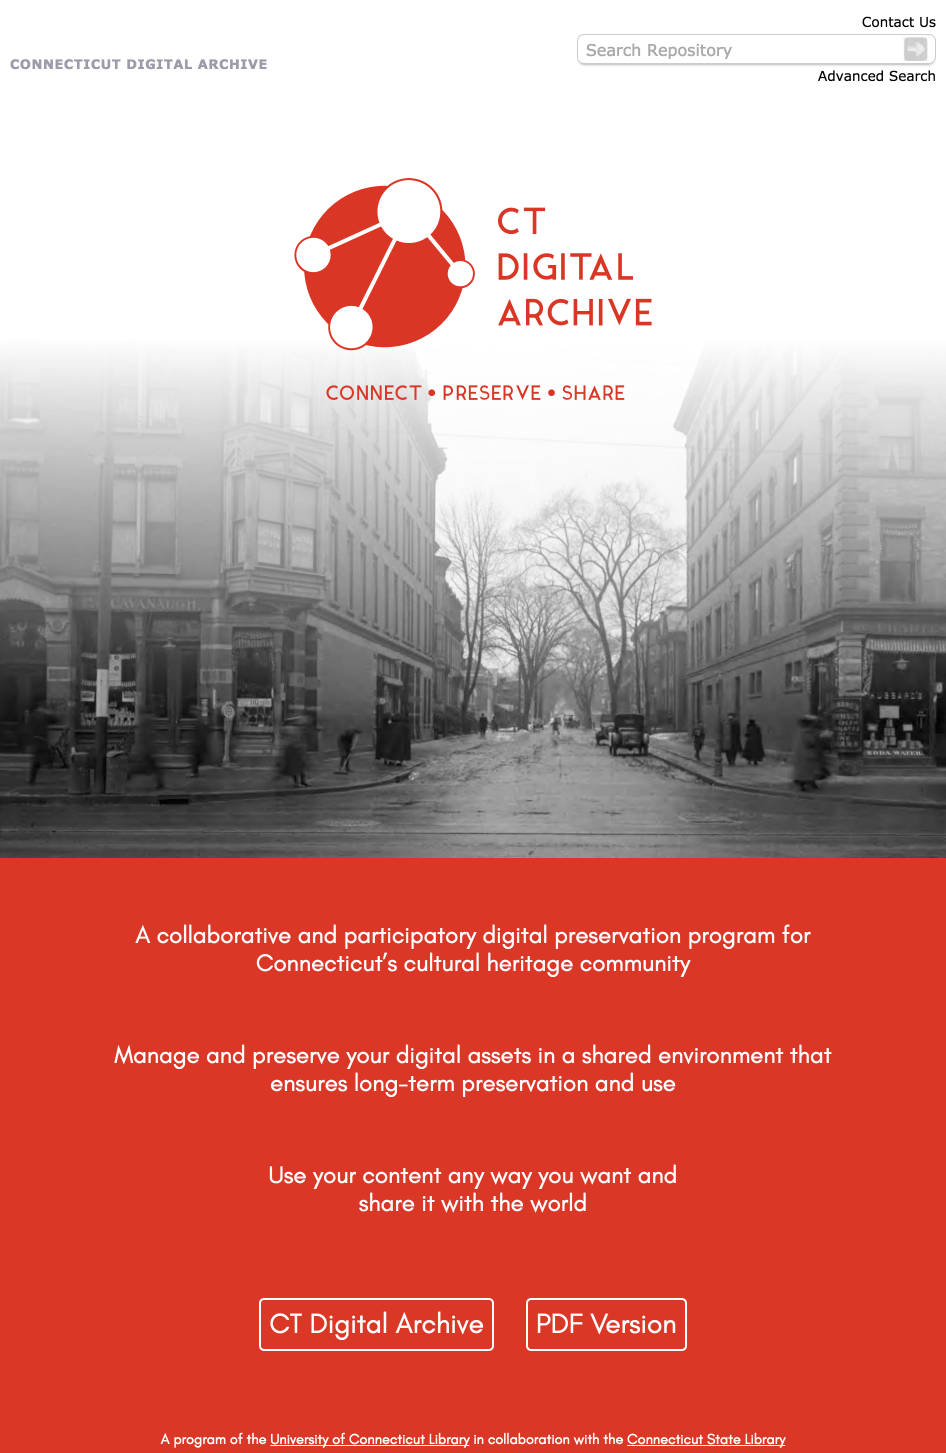 Contact Us
Search Repository
CONNECTICUT DIGITAL ARCHIVE
Advanced Search
CT
DIGITAL
ARCHIVE
CONNECT • PRESERVE • SHARE
CAVANAUGH
SODA WATER
A collaborative and participatory digital preservation program for
Connecticut's cultural heritage community
Manage and preserve your digital assets in a shared environment that
ensures long-term preservation and use
Use your content any way you want and
share it with the world
CT Digital Archive
PDF Version
A program of the University of Connecticut Library in collaboration with the Connecticut State Library